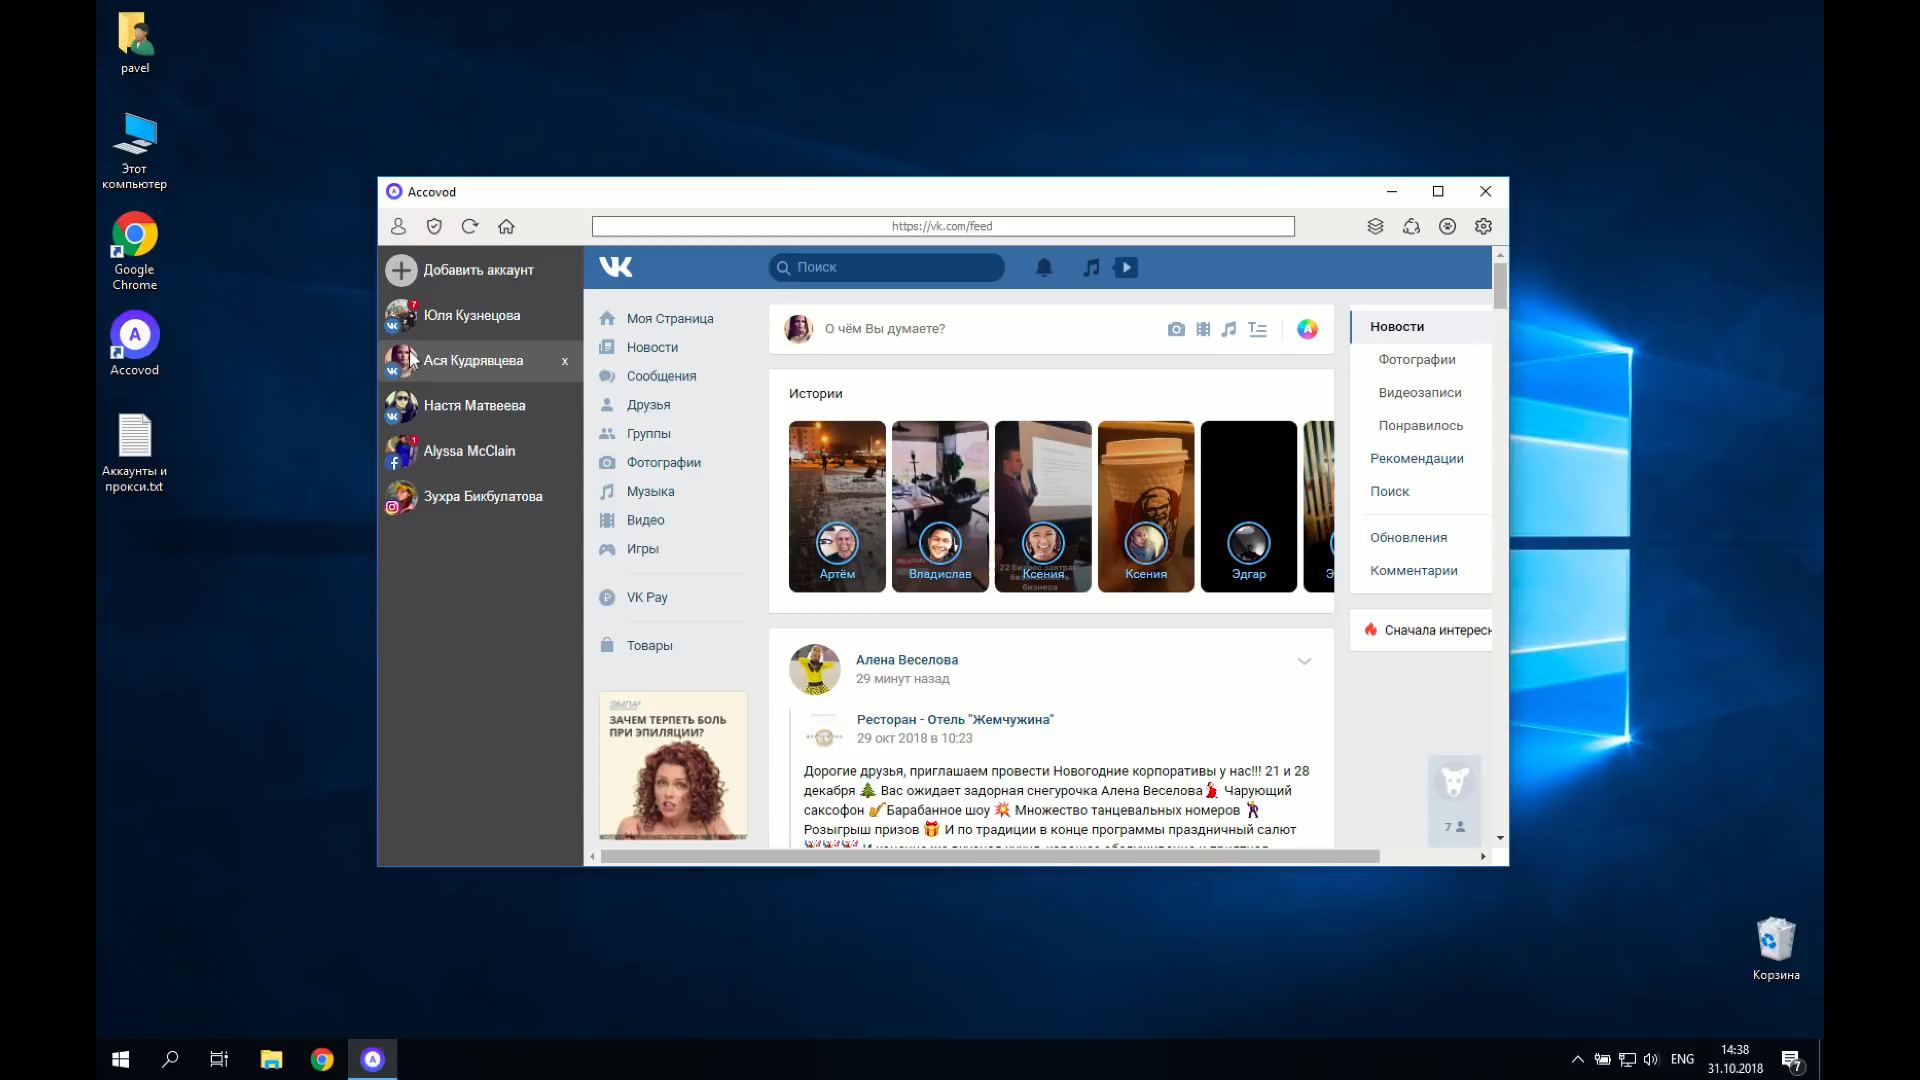 pavel
Этот
компьютер
Google
Chrome
Accovod
Аккаунты и
прокси.txt
Accovod
https://vk.com/feed
Добавить аккаунт
7
Юля Кузнецова
Ася Кудрявцева
x
Настя Матвеева
1
Alyssa McClain
Зухра Бикбулатова
Поиск
Моя Страница
Новости
Сообщения
Друзья
Группы
Фотографии
Музыка
Видео
Игры
VK Pay
Товары
ЗАЧЕМ ТЕРПЕТЬ БОЛЬ
ПРИ ЭПИЛЯЦИИ?
О чём Вы думаете?
Истории
Артём
Владислав
Ксения
Ксения
Эдгар
Э
Алена Веселова
29 минут назад
Ресторан - Отель "Жемчужина"
29 окт 2018 в 10:23
Дорогие друзья, приглашаем провести Новогодние корпоративы у нас!!! 21 и 28
декабря 🎄 Вас ожидает задорная снегурочка Алена Веселова💃 Чарующий
саксофон 🎷Барабанное шоу 💥 Множество танцевальных номеров 🕺
Розыгрыш призов 🎁 И по традиции в конце программы праздничный салют
Новости
Фотографии
Видеозаписи
Понравилось
Рекомендации
Поиск
Обновления
Комментарии
Сначала интересн
7
Корзина
ENG
14:38
31.10.2018
7